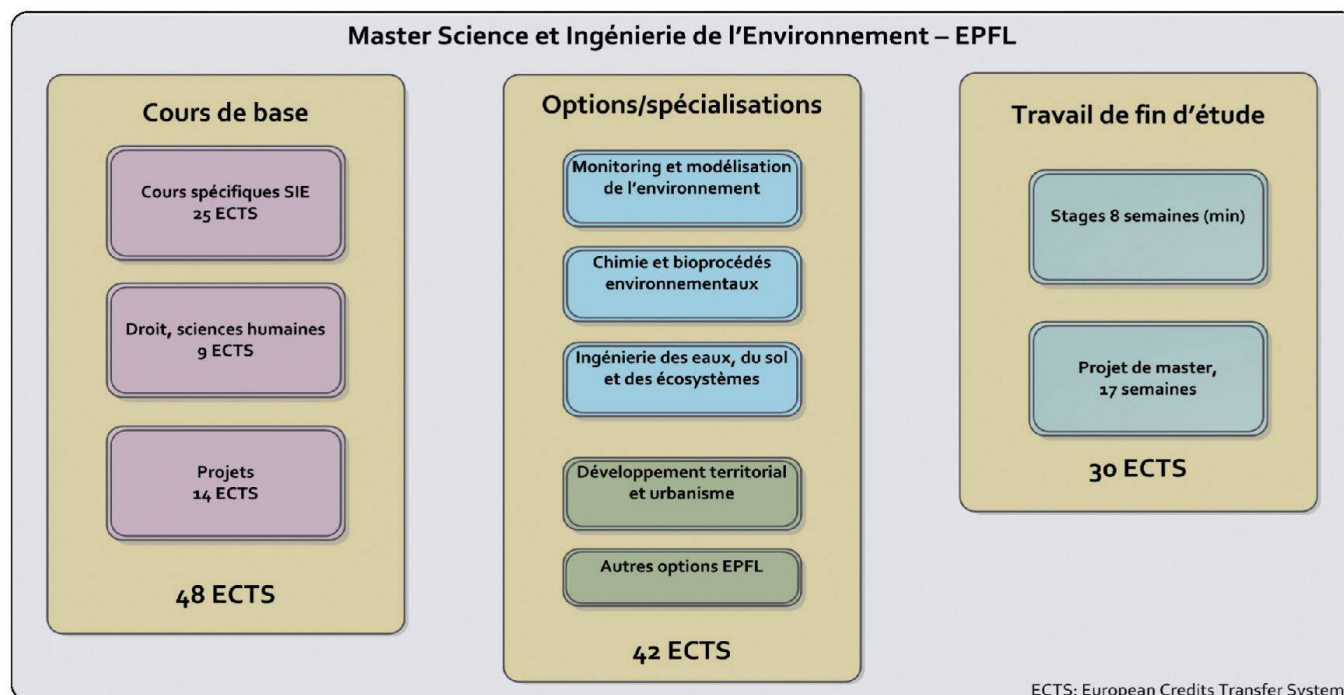 Master Science et Ingénierie de l'Environnement – EPFL
Cours de base
Cours spécifiques SIE
25 ECTS
Droit, sciences humaines
9 ECTS
Projets
14 ECTS
48 ECTS
Options/spécialisations
Monitoring et modélisation
de l'environnement
Chimie et bioprocédés
environnementaux
Ingénierie des eaux, du sol
et des écosystèmes
Développement territorial
et urbanisme
Autres options EPFL
42 ECTS
Travail de fin d'étude
Stages 8 semaines (min)
Projet de master,
17 semaines
30 ECTS
ECTS: European Credits Transfer System